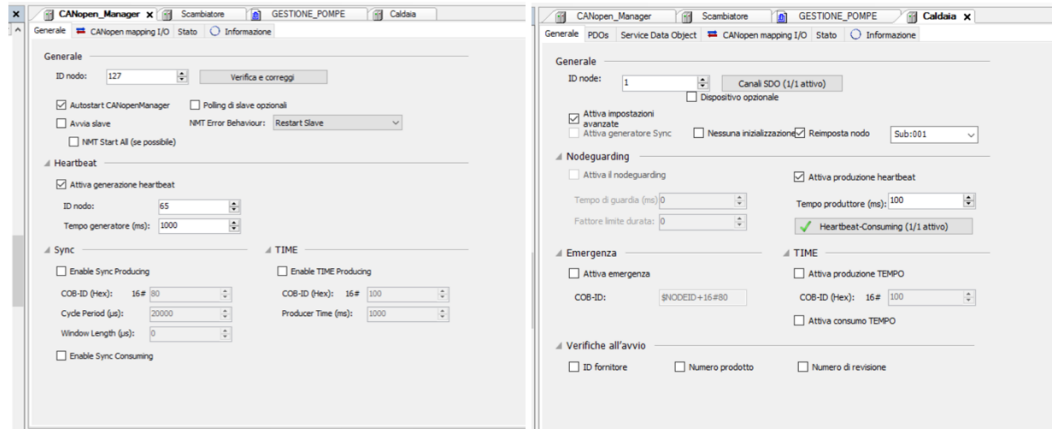 CANopen_Manager
Scambiatore
GESTIONE_POMPE
Caldaia
Generale
CANopen mapping I/O
Stato
Informazione
Generale
ID nodo:
127
Verifica e correggi
Autostart CANopenManager
Polling di slave opzionali
Avvia slave
NMT Error Behaviour:
Restart Slave
NMT Start All (se possibile)
Heartbeat
Attiva generazione heartbeat
ID nodo:
65
Tempo generatore (ms):
1000
Sync
Enable Sync Producing
COB-ID (Hex): 16# 80
Cycle Period (µs):
20000
Window Length (µs):
0
Enable Sync Consuming
TIME
Enable TIME Producing
COB-ID (Hex): 16# 100
Producer Time (ms):
1000
CANopen_Manager
Scambiatore
GESTIONE_POMPE
Caldaia
Generale
PDOs
Service Data Object
CANopen mapping I/O
Stato
Informazione
Generale
ID node:
1
Canali SDO (1/1 attivo)
Dispositivo opzionale
Attiva impostazioni
avanzate
Attiva generatore Sync
Nessuna inizializzazione
Reimposta nodo
Sub:001
Nodeguarding
Attiva il nodeguarding
Tempo di guardia (ms)
0
Fattore limite durata:
0
Attiva produzione heartbeat
Tempo produttore (ms):
100
Heartbeat-Consuming (1/1 attivo)
Emergenza
Attiva emergenza
COB-ID:
$NODEID+16#80
TIME
Attiva produzione TEMPO
COB-ID (Hex): 16# 100
Attiva consumo TEMPO
Verifiche all'avvio
ID fornitore
Numero prodotto
Numero di revisione